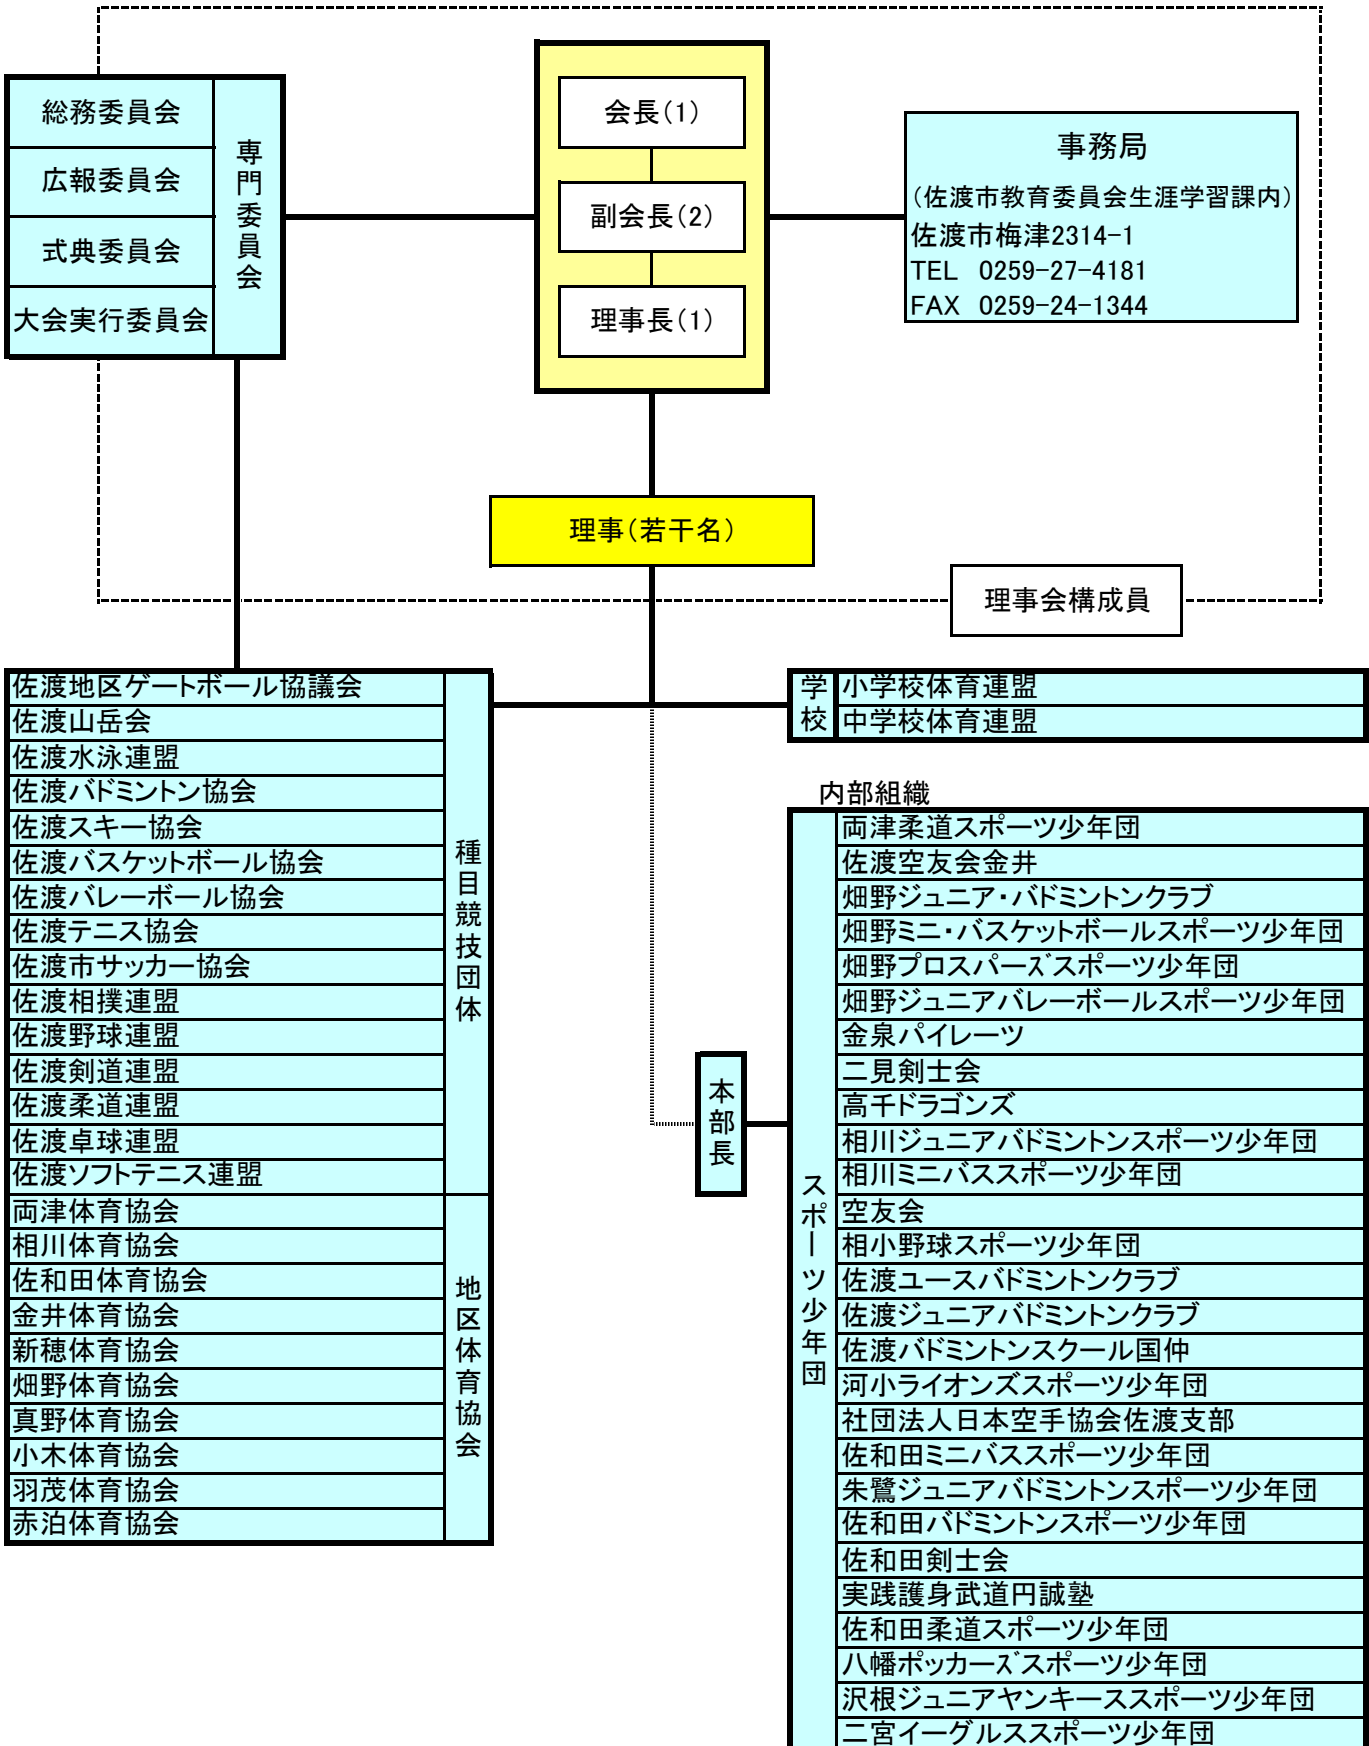 総務委員会
広報委員会
式典委員会
大会実行委員会
専門委員会
会長(1)
副会長(2)
理事長(1)
事務局
(佐渡市教育委員会生涯学習課内)
佐渡市梅津2314-1
TEL 0259-27-4181
FAX 0259-24-1344
理事(若干名)
理事会構成員
佐渡地区ゲートボール協議会
佐渡山岳会
佐渡水泳連盟
佐渡バドミントン協会
佐渡スキー協会
佐渡バスケットボール協会
佐渡バレーボール協会
佐渡テニス協会
佐渡市サッカー協会
佐渡相撲連盟
佐渡野球連盟
佐渡剣道連盟
佐渡柔道連盟
佐渡卓球連盟
佐渡ソフトテニス連盟
種目競技団体
両津体育協会
相川体育協会
佐和田体育協会
金井体育協会
新穂体育協会
畑野体育協会
真野体育協会
小木体育協会
羽茂体育協会
赤泊体育協会
地区体育協会
学校
小学校体育連盟
中学校体育連盟
内部組織
本部長
スポーツ少年団
両津柔道スポーツ少年団
佐渡空友会金井
畑野ジュニア・バドミントンクラブ
畑野ミニ・バスケットボールスポーツ少年団
畑野プロスパーズスポーツ少年団
畑野ジュニアバレーボールスポーツ少年団
金泉パイレーツ
二見剣士会
高千ドラゴンズ
相川ジュニアバドミントンスポーツ少年団
相川ミニバススポーツ少年団
空友会
相小野球スポーツ少年団
佐渡ユースバドミントンクラブ
佐渡ジュニアバドミントンクラブ
佐渡バドミントンスクール国仲
河小ライオンズスポーツ少年団
社団法人日本空手協会佐渡支部
佐和田ミニバススポーツ少年団
朱鷺ジュニアバドミントンスポーツ少年団
佐和田バドミントンスポーツ少年団
佐和田剣士会
実践護身武道円誠塾
佐和田柔道スポーツ少年団
八幡ポッカーズスポーツ少年団
沢根ジュニアヤンキーススポーツ少年団
二宮イーグルススポーツ少年団